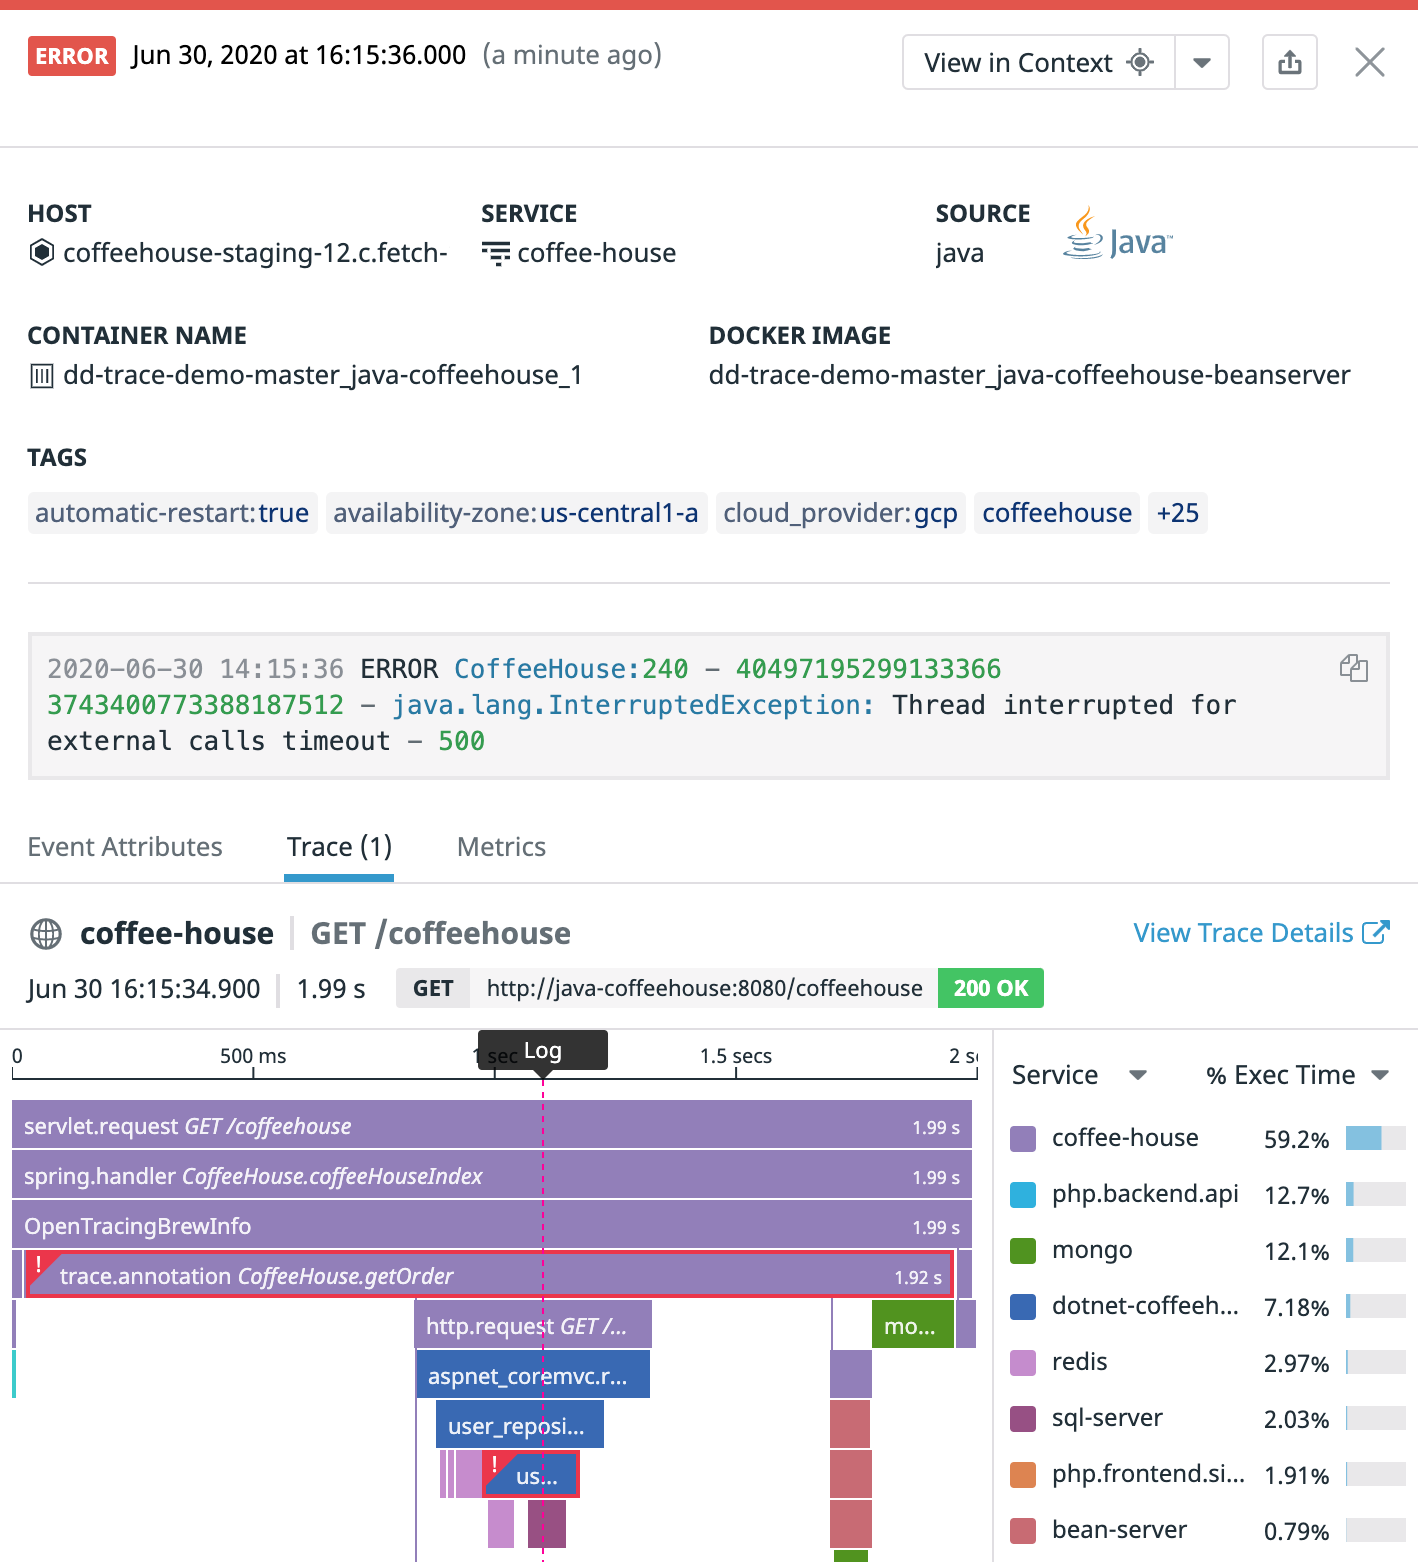 ERROR Jun 30, 2020 at 16:15:36.000 (a minute ago) View in Context
HOST SERVICE SOURCE
coffeehouse-staging-12.c.fetch- coffee-house java Java™
CONTAINER NAME DOCKER IMAGE
dd-trace-demo-master_java-coffeehouse_1 dd-trace-demo-master_java-coffeehouse-beanserver
TAGS
automatic-restart:true availability-zone:us-central1-a cloud_provider:gcp coffeehouse +25
2020-06-30 14:15:36 ERROR CoffeeHouse:240 – 40497195299133366
3743400773388187512 – java.lang.InterruptedException: Thread interrupted for
external calls timeout – 500
Event Attributes Trace (1) Metrics
coffee-house GET /coffeehouse View Trace Details
Jun 30 16:15:34.900 1.99 s GET http://java-coffeehouse:8080/coffeehouse 200 OK
0 500 ms 1 sec Log 1.5 secs 2 s
Service % Exec Time
servlet.request GET /coffeehouse 1.99 s
spring.handler CoffeeHouse.coffeeHouseIndex 1.99 s
OpenTracingBrewInfo 1.99 s
! trace.annotation CoffeeHouse.getOrder 1.92 s
http.request GET /... mo...
aspnet_coremvc.r...
user_reposi...
! us...
coffee-house 59.2%
php.backend.api 12.7%
mongo 12.1%
dotnet-coffeeh... 7.18%
redis 2.97%
sql-server 2.03%
php.frontend.si... 1.91%
bean-server 0.79%